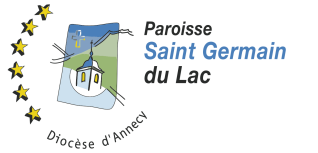 Paroisse
Saint Germain
du Lac
Diocèse d'Annecy